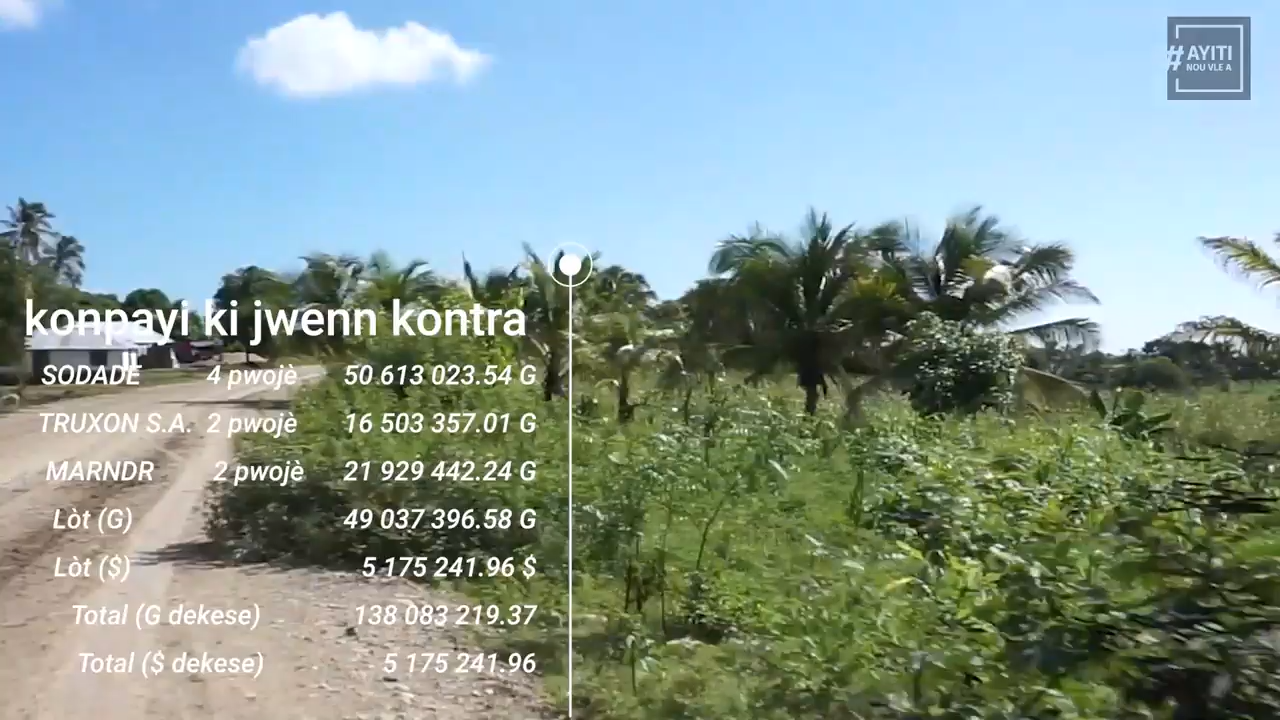 # AYITI
NOU VLE A
konpayi ki jwenn kontra
SODADE 4 pwojè 50 613 023.54 G
TRUXON S.A. 2 pwojè 16 503 357.01 G
MARNDR 2 pwojè 21 929 442.24 G
Lòt (G) 49 037 396.58 G
Lòt ($) 5 175 241.96 $
Total (G dekese) 138 083 219.37
Total ($ dekese) 5 175 241.96